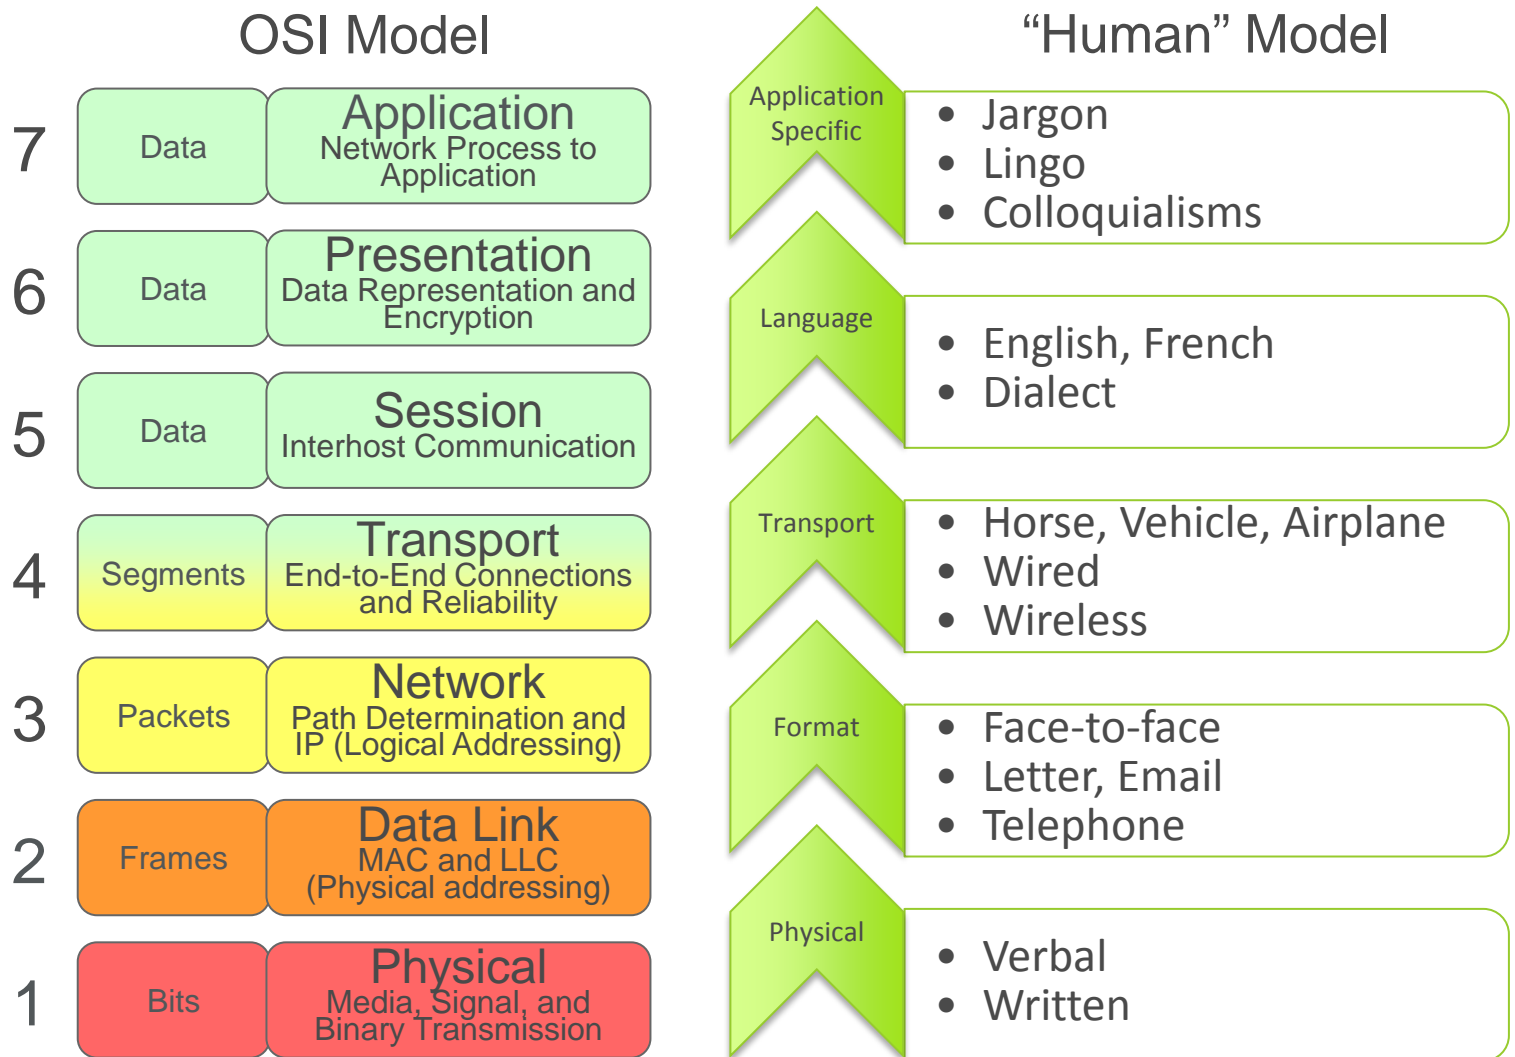 OSI Model
7
Data
Application
Network Process to
Application
6
Data
Presentation
Data Representation and
Encryption
5
Data
Session
Interhost Communication
4
Segments
Transport
End-to-End Connections
and Reliability
3
Packets
Network
Path Determination and
IP (Logical Addressing)
2
Frames
Data Link
MAC and LLC
(Physical addressing)
1
Bits
Physical
Media, Signal, and
Binary Transmission
“Human” Model
Application
Specific
• Jargon
• Lingo
• Colloquialisms
Language
• English, French
• Dialect
Transport
• Horse, Vehicle, Airplane
• Wired
• Wireless
Format
• Face-to-face
• Letter, Email
• Telephone
Physical
• Verbal
• Written